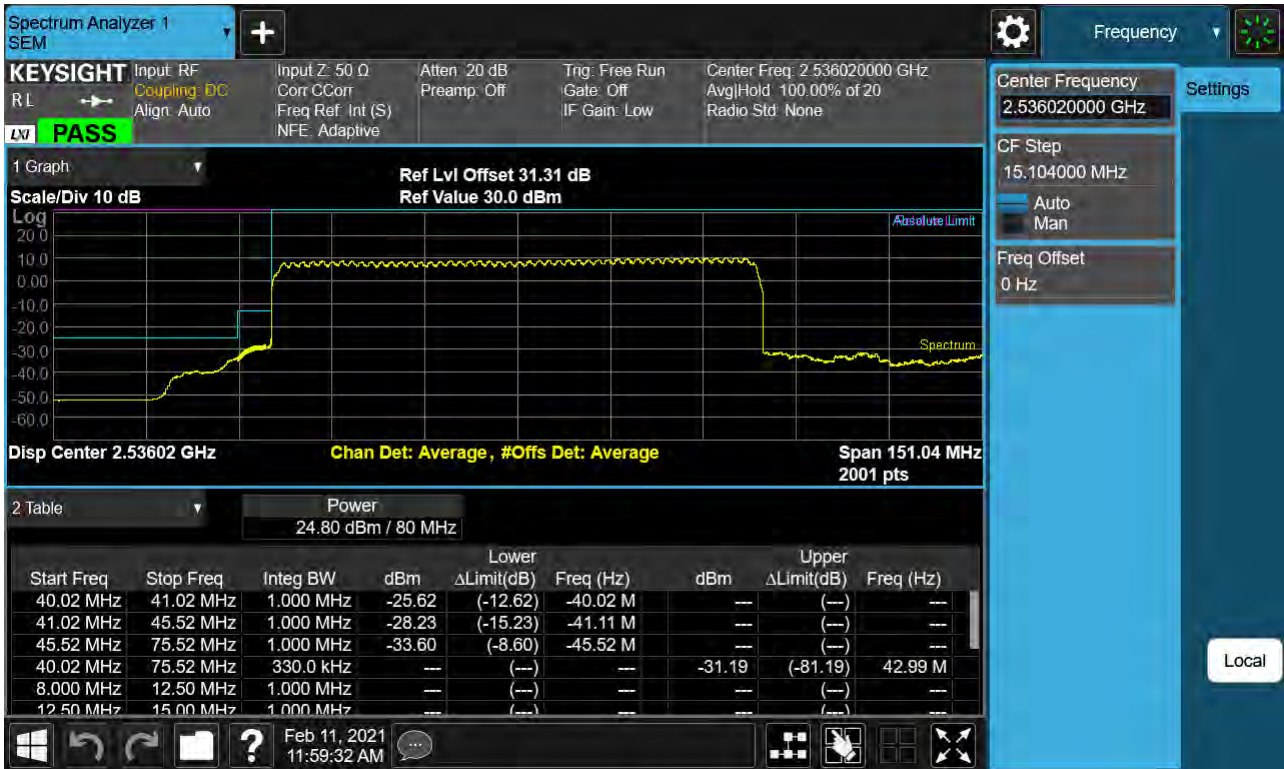 Spectrum Analyzer 1
SEM
+
Frequency
KEYSIGHT
R L
LXI PASS
Input: RF
Coupling: DC
Align: Auto
Input Z: 50 Ω
Corr CCorr
Freq Ref: Int (S)
NFE: Adaptive
Atten: 20 dB
Preamp: Off
Trig: Free Run
Gate: Off
IF Gain: Low
Center Freq: 2.536020000 GHz
Avg|Hold: 100.00% of 20
Radio Std: None
Center Frequency
2.536020000 GHz
Settings
CF Step
15.104000 MHz
Auto
Man
Freq Offset
0 Hz
1 Graph
Scale/Div 10 dB
Ref Lvl Offset 31.31 dB
Ref Value 30.0 dBm
Log
20.0
10.0
0.00
-10.0
-20.0
-30.0
-40.0
-50.0
-60.0
Limit
Spectrum
Disp Center 2.53602 GHz
Chan Det: Average , #Offs Det: Average
Span 151.04 MHz
2001 pts
2 Table
Power
24.80 dBm / 80 MHz
Lower Upper
Start Freq Stop Freq Integ BW dBm ΔLimit(dB) Freq (Hz) dBm ΔLimit(dB) Freq (Hz)
40.02 MHz 41.02 MHz 1.000 MHz -25.62 (-12.62) -40.02 M --- (---) ---
41.02 MHz 45.52 MHz 1.000 MHz -28.23 (-15.23) -41.11 M --- (---) ---
45.52 MHz 75.52 MHz 1.000 MHz -33.60 (-8.60) -45.52 M --- (---) ---
40.02 MHz 75.52 MHz 330.0 kHz --- (---) --- -31.19 (-81.19) 42.99 M
8.000 MHz 12.50 MHz 1.000 MHz --- (---) --- --- (---) ---
12.50 MHz 15.00 MHz 1.000 MHz --- (---) --- --- (---) ---
Local
?
Feb 11, 2021
11:59:32 AM